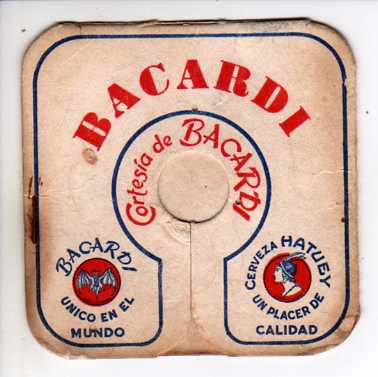 BACARDI
Cortesía de BACARDI
BACARDI
UNICO EN EL
MUNDO
CERVEZA HATUEY
UN PLACER DE
CALIDAD